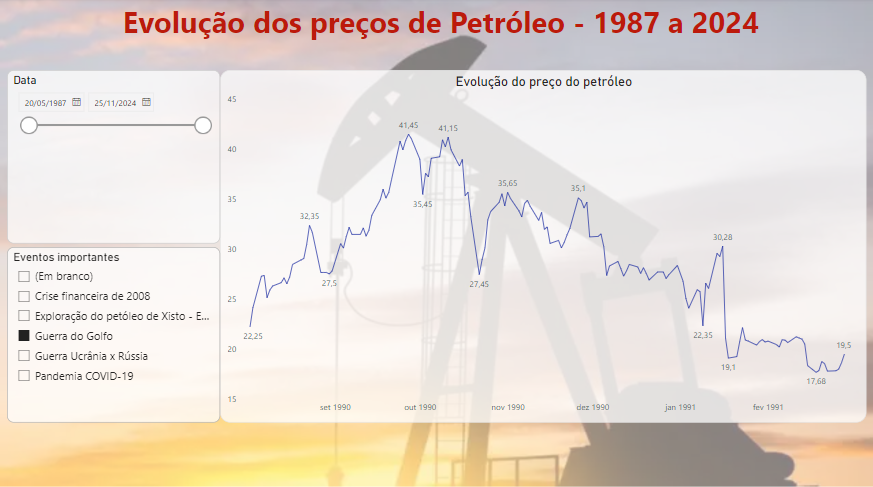 Evolução dos preços de Petróleo - 1987 a 2024
Data
20/05/1987 25/11/2024
Eventos importantes
(Em branco)
Crise financeira de 2008
Exploração do petóleo de Xisto - E...
Guerra do Golfo
Guerra Ucrânia x Rússia
Pandemia COVID-19
Evolução do preço do petróleo
45
40
35
30
25
20
15
22,25
32,35
27,5
41,45
35,45
41,15
27,45
35,65
35,1
22,35
30,28
19,1
17,68
19,5
set 1990 out 1990 nov 1990 dez 1990 jan 1991 fev 1991